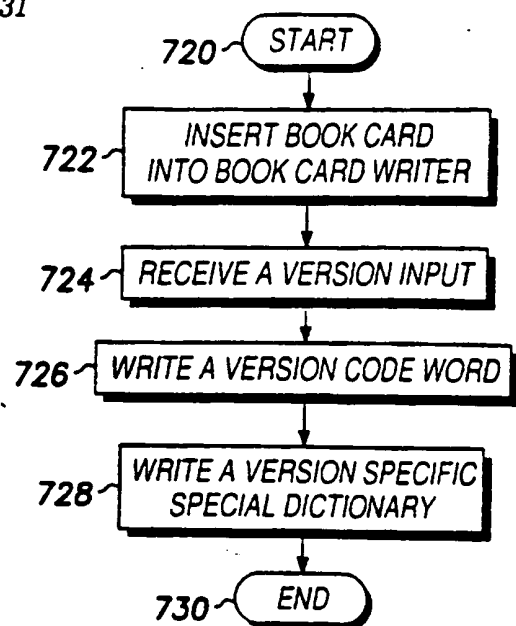 31
720 START
722 INSERT BOOK CARD
INTO BOOK CARD WRITER
724 RECEIVE A VERSION INPUT
726 WRITE A VERSION CODE WORD
728 WRITE A VERSION SPECIFIC
SPECIAL DICTIONARY
730 END